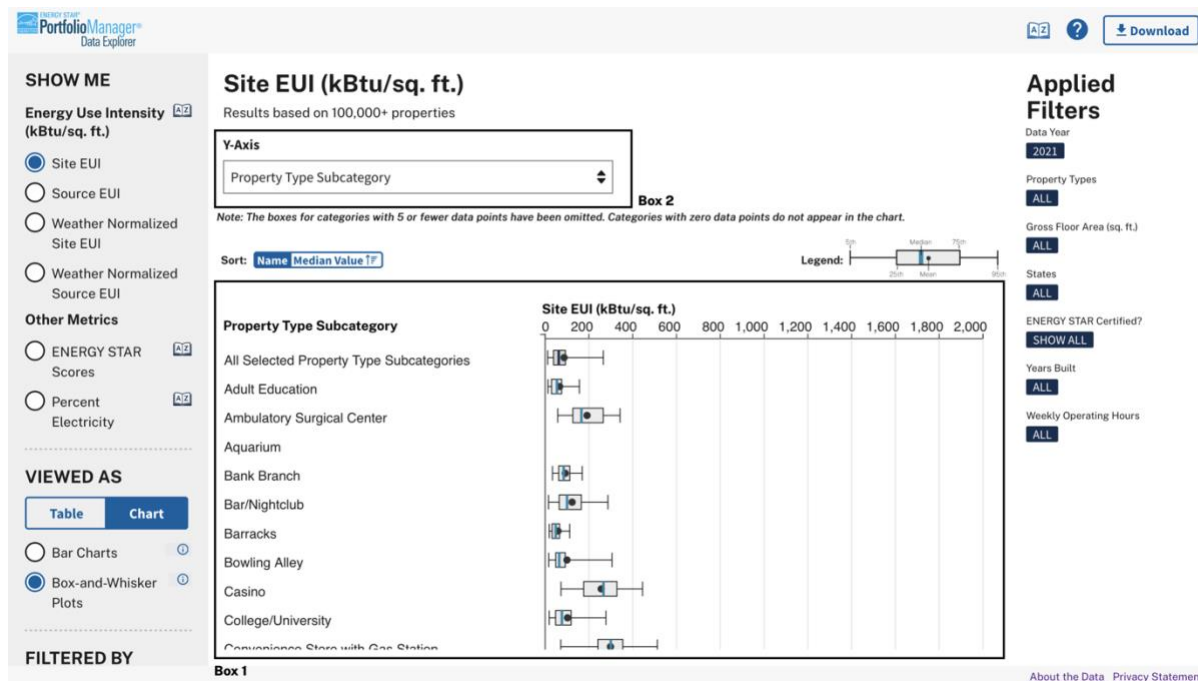 ENERGY STAR®
PortfolioManager®
Data Explorer
A Z
?
Download
SHOW ME
Energy Use Intensity A Z
(kBtu/sq. ft.)
Site EUI
Source EUI
Weather Normalized
Site EUI
Weather Normalized
Source EUI
Other Metrics
ENERGY STAR A Z
Scores
Percent A Z
Electricity
VIEWED AS
Table Chart
Bar Charts i
Box-and-Whisker i
Plots
FILTERED BY
Site EUI (kBtu/sq. ft.)
Results based on 100,000+ properties
Y-Axis
Property Type Subcategory
Box 2
Note: The boxes for categories with 5 or fewer data points have been omitted. Categories with zero data points do not appear in the chart.
Sort: Name Median Value
Legend:
5th Median 75th
25th Mean 95th
Site EUI (kBtu/sq. ft.)
Property Type Subcategory
0 200 400 600 800 1,000 1,200 1,400 1,600 1,800 2,000
All Selected Property Type Subcategories
Adult Education
Ambulatory Surgical Center
Aquarium
Bank Branch
Bar/Nightclub
Barracks
Bowling Alley
Casino
College/University
Convenience Store with Gas Station
Box 1
Applied
Filters
Data Year
2021
Property Types
ALL
Gross Floor Area (sq. ft.)
ALL
States
ALL
ENERGY STAR Certified?
SHOW ALL
Years Built
ALL
Weekly Operating Hours
ALL
About the Data Privacy Statement